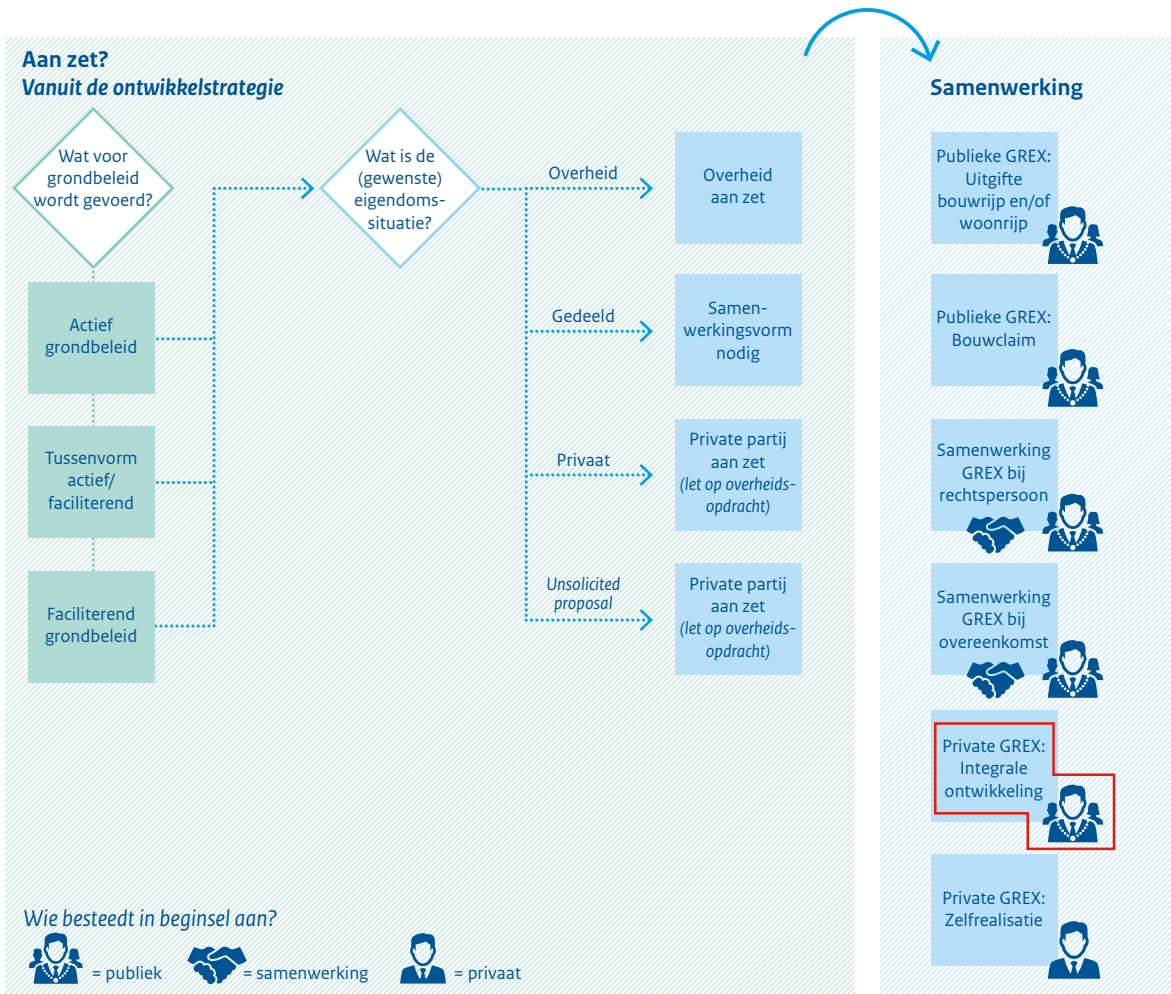 Aan zet?
Vanuit de ontwikkelstrategie
Wat voor
grondbeleid
wordt gevoerd?
Actief
grondbeleid
Tussenvorm
actief/
faciliterend
Faciliterend
grondbeleid
Wat is de
(gewenste)
eigendoms-
situatie?
Overheid
Overheid
aan zet
Gedeeld
Samen-
werkingsvorm
nodig
Privaat
Private partij
aan zet
(let op overheids-
opdracht)
Unsolicited
proposal
Private partij
aan zet
(let op overheids-
opdracht)
Wie besteedt in beginsel aan?
= publiek
= samenwerking
= privaat
Samenwerking
Publieke GREX:
Uitgifte
bouwrijp en/of
woonrijp
Publieke GREX:
Bouwclaim
Samenwerking
GREX bij
rechtspersoon
Samenwerking
GREX bij
overeenkomst
Private GREX:
Integrale
ontwikkeling
Private GREX:
Zelfrealisatie